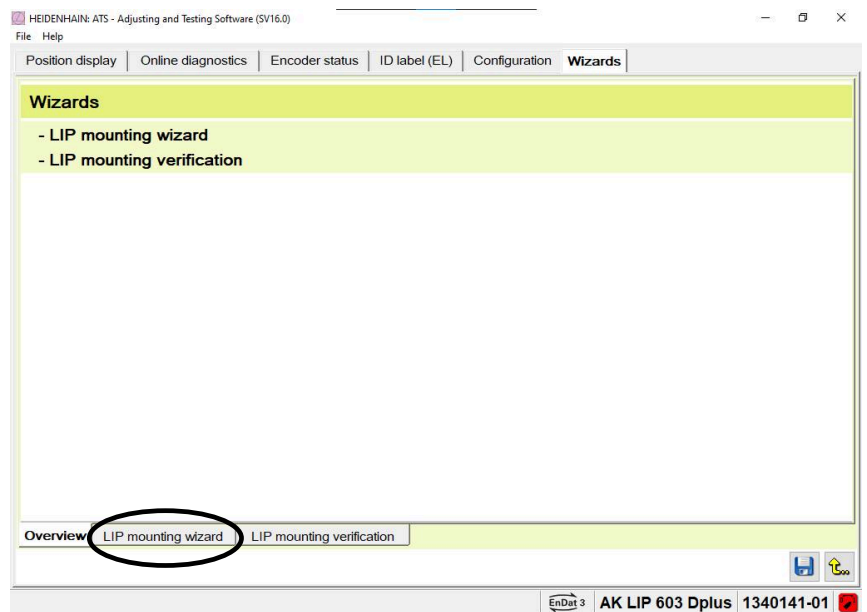 HEIDENHAIN: ATS - Adjusting and Testing Software (SV16.0)
File Help
Position display Online diagnostics Encoder status ID label (EL) Configuration Wizards
Wizards
- LIP mounting wizard
- LIP mounting verification
Overview LIP mounting wizard LIP mounting verification
EnDat 3 AK LIP 603 Dplus 1340141-01